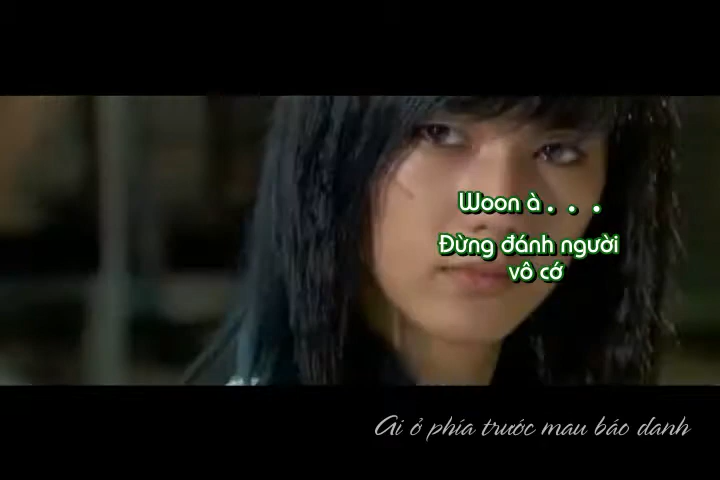 Woon à . . .
Đừng đánh người
vô cớ
Ai ở phía trước mau báo danh